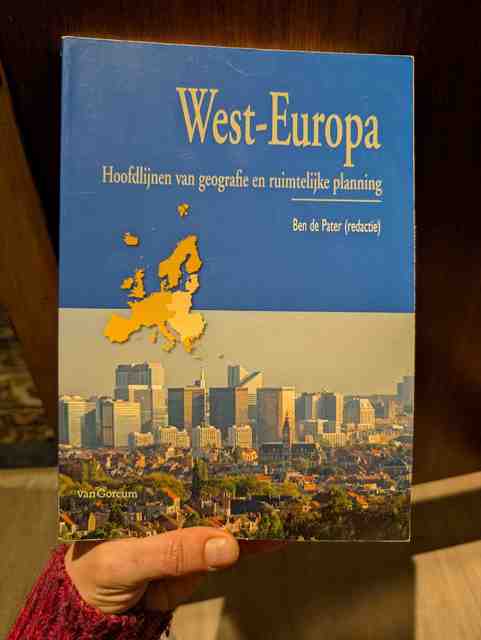 West-Europa
Hoofdlijnen van geografie en ruimtelijke planning
Ben de Pater (redactie)
van Gorcum